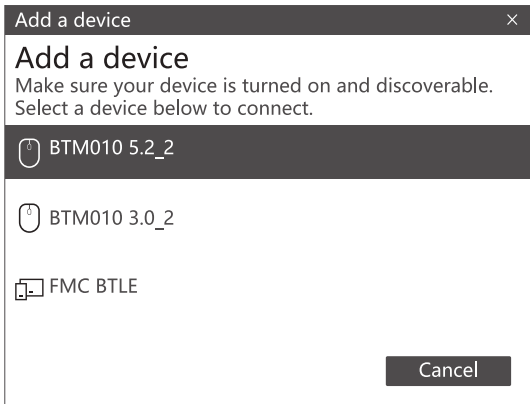 Add a device
Add a device
Make sure your device is turned on and discoverable.
Select a device below to connect.
BTM010 5.2_2
BTM010 3.0_2
FMC BTLE
Cancel